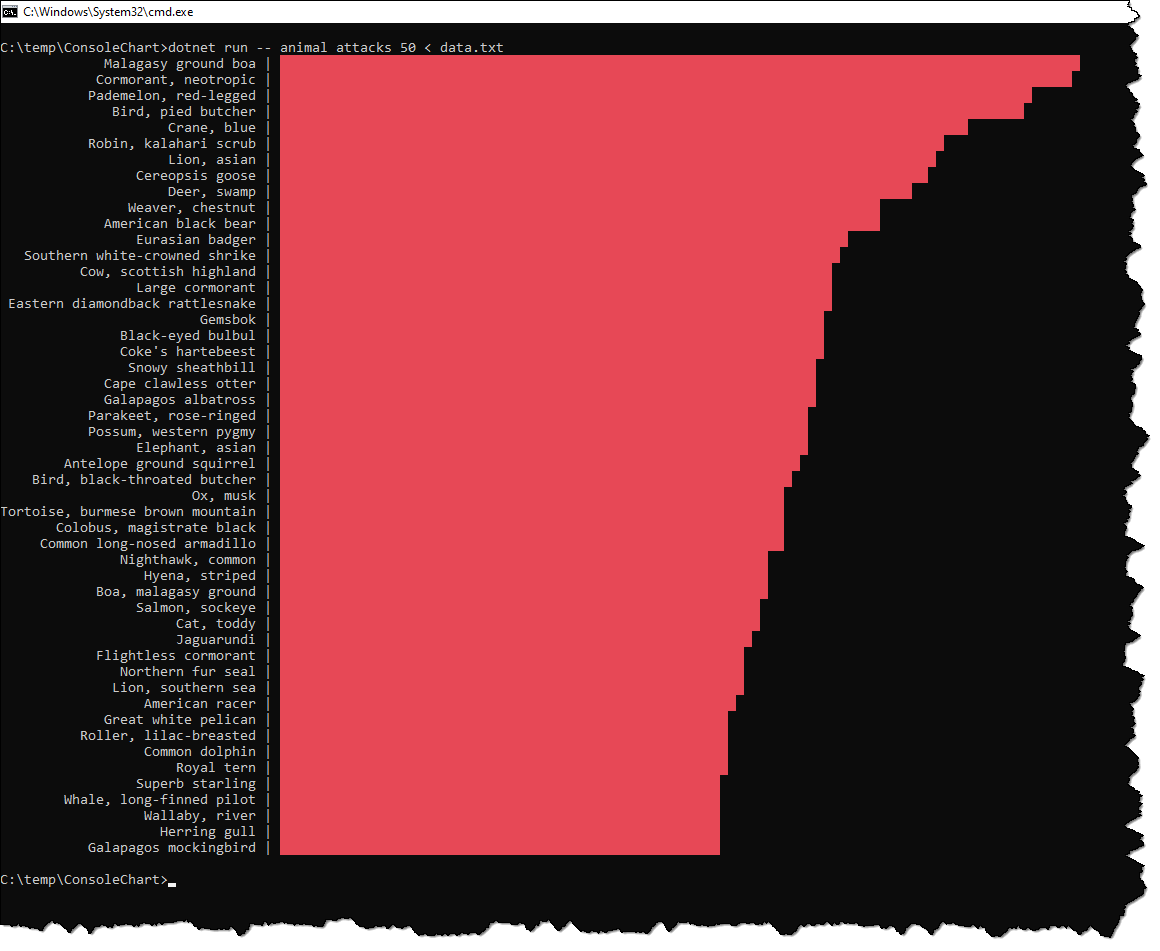 C:\Windows\System32\cmd.exe
C:\temp\ConsoleChart>dotnet run -- animal attacks 50 < data.txt
Malagasy ground boa |
Cormorant, neotropic |
Pademelon, red-legged |
Bird, pied butcher |
Crane, blue |
Robin, kalahari scrub |
Lion, asian |
Cereopsis goose |
Deer, swamp |
Weaver, chestnut |
American black bear |
Eurasian badger |
Southern white-crowned shrike |
Cow, scottish highland |
Large cormorant |
Eastern diamondback rattlesnake |
Gemsbok |
Black-eyed bulbul |
Coke's hartebeest |
Snowy sheathbill |
Cape clawless otter |
Galapagos albatross |
Parakeet, rose-ringed |
Possum, western pygmy |
Elephant, asian |
Antelope ground squirrel |
Bird, black-throated butcher |
Ox, musk |
Tortoise, burmese brown mountain |
Colobus, magistrate black |
Common long-nosed armadillo |
Nighthawk, common |
Hyena, striped |
Boa, malagasy ground |
Salmon, sockeye |
Cat, toddy |
Jaguarundi |
Flightless cormorant |
Northern fur seal |
Lion, southern sea |
American racer |
Great white pelican |
Roller, lilac-breasted |
Common dolphin |
Royal tern |
Superb starling |
Whale, long-finned pilot |
Wallaby, river |
Herring gull |
Galapagos mockingbird |
C:\temp\ConsoleChart>